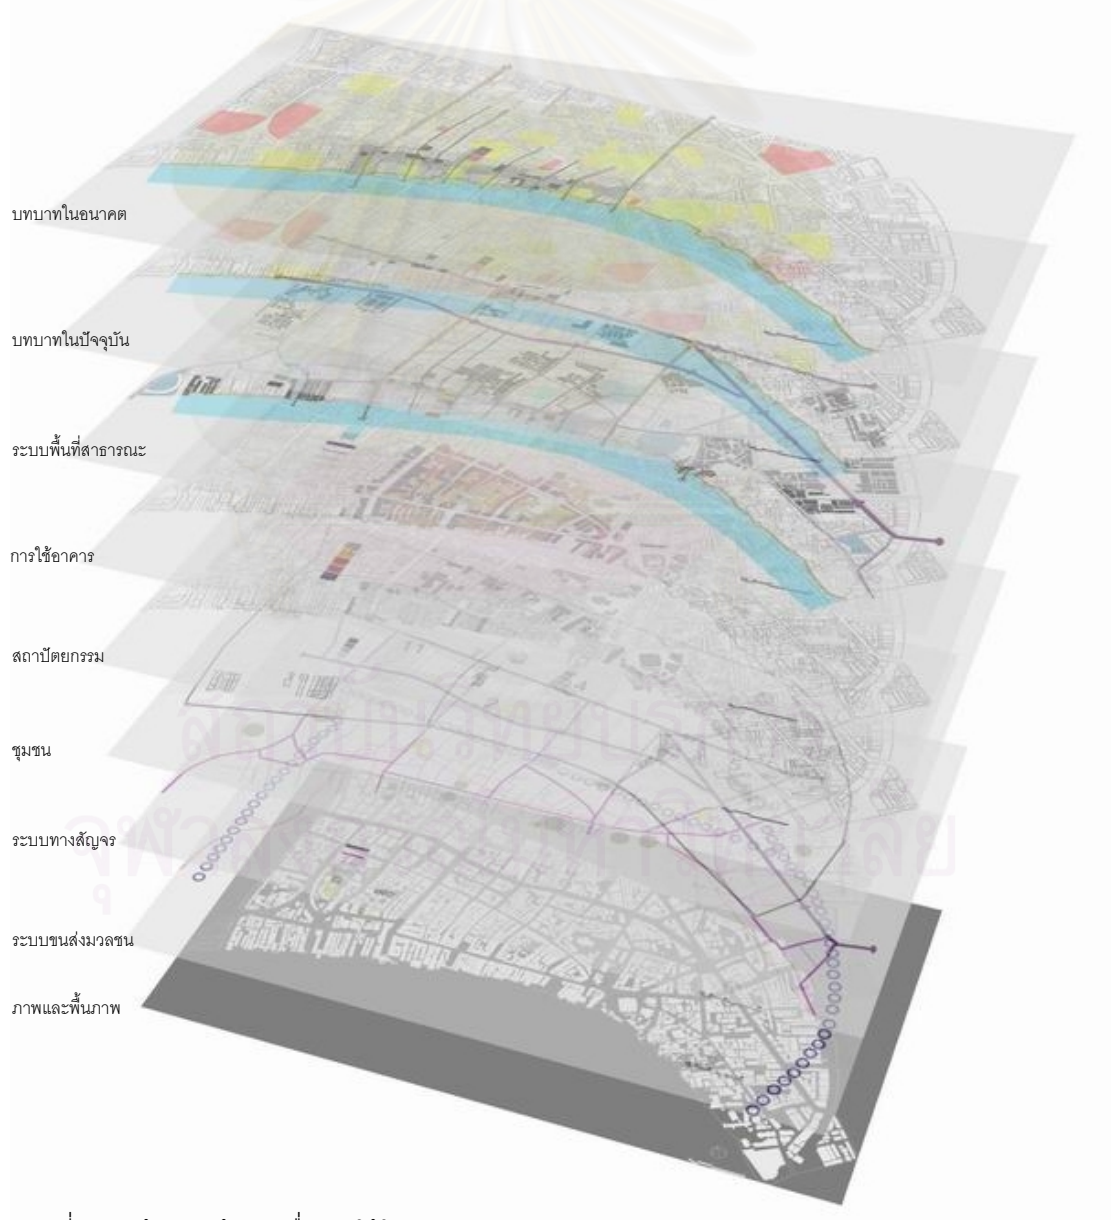 บทบาทในอนาคต
บทบาทในปัจจุบัน
ระบบพื้นที่สาธารณะ
การใช้อาคาร
สถาปัตยกรรม
ชุมชน
ระบบทางสัญจร
ระบบขนส่งมวลชน
ภาพและพื้นภาพ